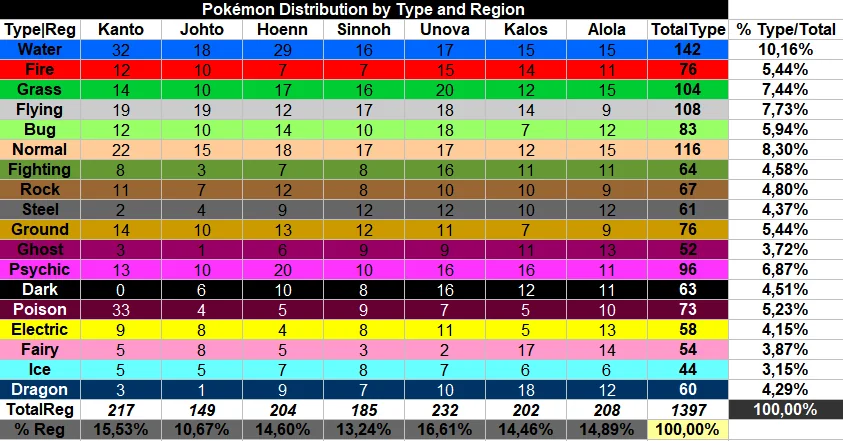 Pokémon Distribution by Type and Region
Type|Reg Kanto Johto Hoenn Sinnoh Unova Kalos Alola TotalType % Type/Total
Water 32 18 29 16 17 15 15 142 10,16%
Fire 12 10 7 7 15 14 11 76 5,44%
Grass 14 10 17 16 20 12 15 104 7,44%
Flying 19 19 12 17 18 14 9 108 7,73%
Bug 12 10 14 10 18 7 12 83 5,94%
Normal 22 15 18 17 17 12 15 116 8,30%
Fighting 8 3 7 8 16 11 11 64 4,58%
Rock 11 7 12 8 10 10 9 67 4,80%
Steel 2 4 9 12 12 10 12 61 4,37%
Ground 14 10 13 12 11 7 9 76 5,44%
Ghost 3 1 6 9 9 11 13 52 3,72%
Psychic 13 10 20 10 16 16 11 96 6,87%
Dark 0 6 10 8 16 12 11 63 4,51%
Poison 33 4 5 9 7 5 10 73 5,23%
Electric 9 8 4 8 11 5 13 58 4,15%
Fairy 5 8 5 3 2 17 14 54 3,87%
Ice 5 5 7 8 7 6 6 44 3,15%
Dragon 3 1 9 7 10 18 12 60 4,29%
TotalReg 217 149 204 185 232 202 208 1397 100,00%
% Reg 15,53% 10,67% 14,60% 13,24% 16,61% 14,46% 14,89% 100,00%